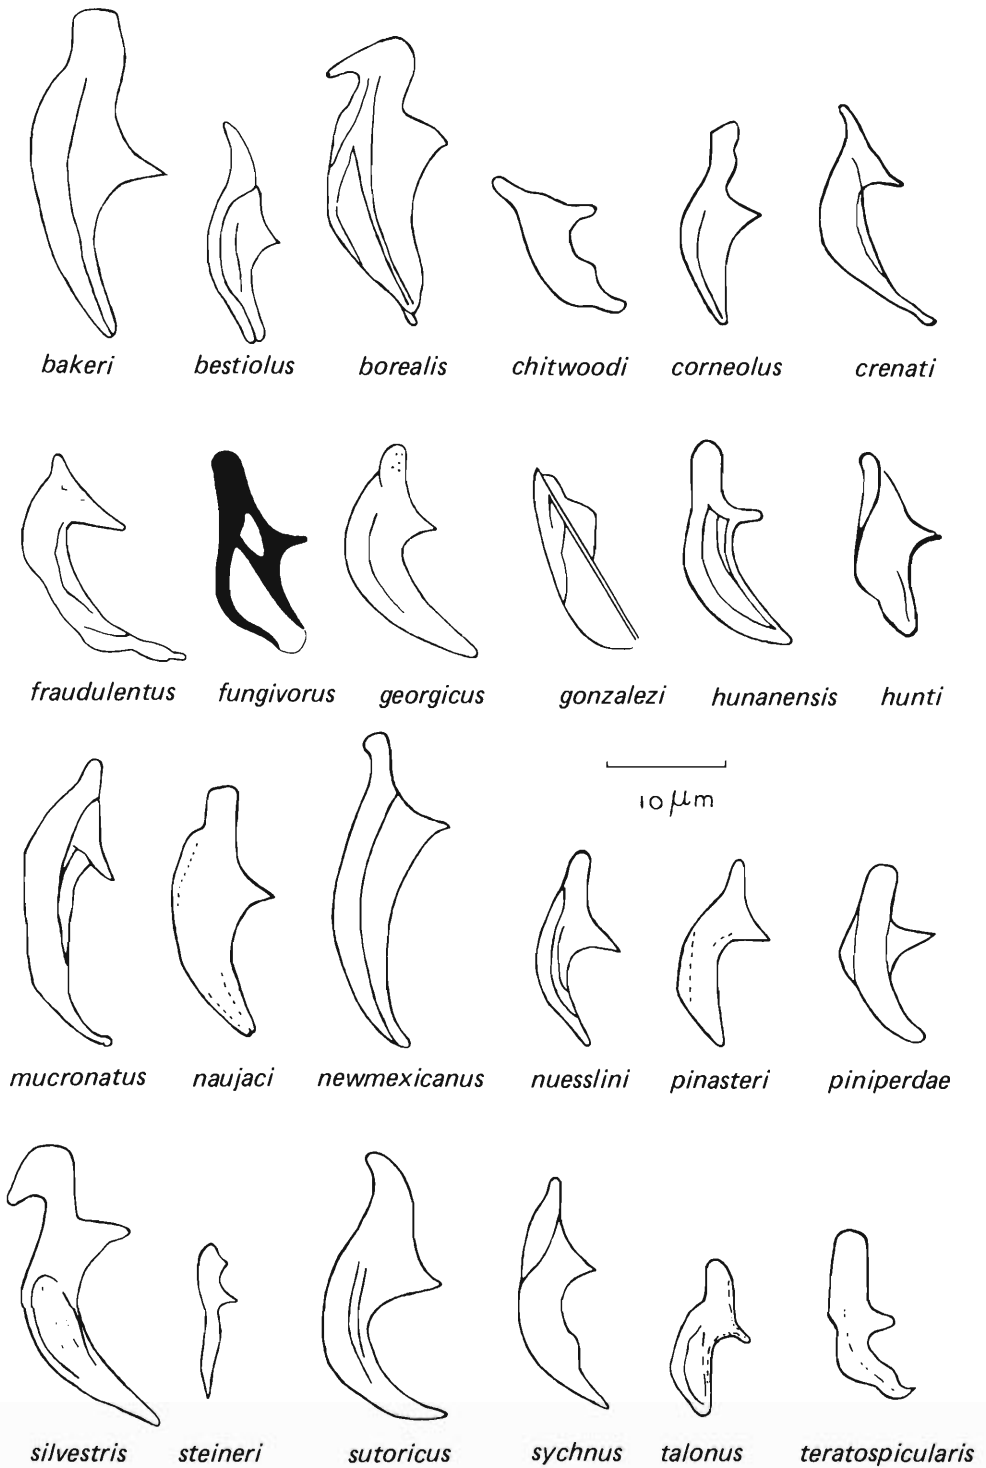 bakeri bestiolus borealis chitwoodi corneolus crenati
fraudulentus fungivorus georgicus gonzalezi hunanensis hunti
10 µm
mucronatus naujaci newmexicanus nuesslini pinasteri piniperdae
silvestris steineri sutoricus sychnus talonus teratospicularis